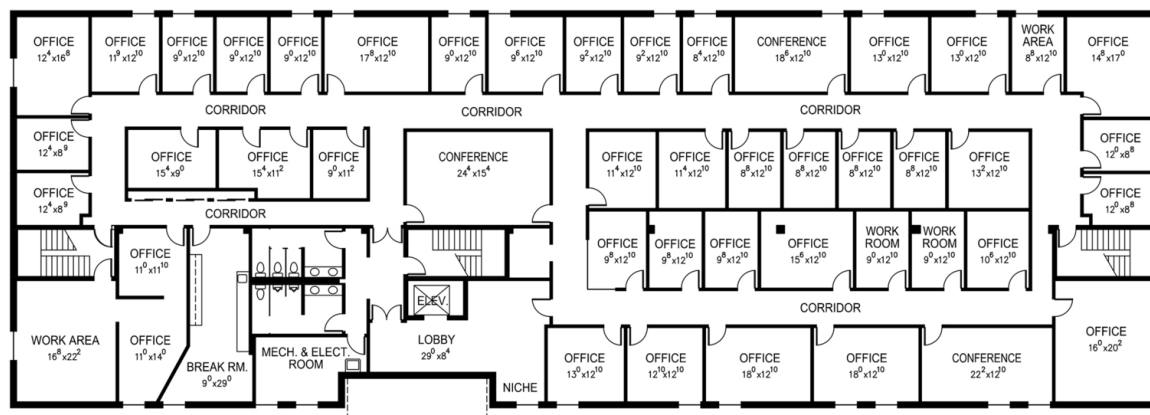 OFFICE
12⁴x16⁸
OFFICE
11⁹x12¹⁰
OFFICE
9⁰x12¹⁰
OFFICE
9⁰x12¹⁰
OFFICE
9⁰x12¹⁰
OFFICE
17⁸x12¹⁰
OFFICE
9⁰x12¹⁰
OFFICE
9⁶x12¹⁰
OFFICE
9²x12¹⁰
OFFICE
9²x12¹⁰
OFFICE
8⁴x12¹⁰
CONFERENCE
18⁶x12¹⁰
OFFICE
13⁰x12¹⁰
OFFICE
13⁰x12¹⁰
WORK
AREA
8⁸x12¹⁰
OFFICE
14⁸x17⁰
CORRIDOR
CORRIDOR
CORRIDOR
OFFICE
12⁴x8⁹
OFFICE
15⁴x9⁰
OFFICE
15⁴x11²
OFFICE
9⁰x11²
CONFERENCE
24⁴x15⁴
OFFICE
11⁴x12¹⁰
OFFICE
11⁴x12¹⁰
OFFICE
8⁸x12¹⁰
OFFICE
8⁸x12¹⁰
OFFICE
8⁸x12¹⁰
OFFICE
8⁸x12¹⁰
OFFICE
13²x12¹⁰
OFFICE
12⁰x8⁸
OFFICE
12⁴x8⁹
OFFICE
12⁰x8⁸
CORRIDOR
OFFICE
11⁰x11¹⁰
OFFICE
9⁸x12¹⁰
OFFICE
9⁸x12¹⁰
OFFICE
9⁸x12¹⁰
OFFICE
15⁶x12¹⁰
WORK
ROOM
9⁰x12¹⁰
WORK
ROOM
9⁰x12¹⁰
OFFICE
10⁶x12¹⁰
ELEV.
CORRIDOR
WORK AREA
16⁸x22²
OFFICE
11⁰x14⁰
BREAK RM.
9⁰x29⁰
MECH. & ELECT.
ROOM
LOBBY
29⁰x8⁴
NICHE
OFFICE
13⁰x12¹⁰
OFFICE
12¹⁰x12¹⁰
OFFICE
18⁰x12¹⁰
OFFICE
18⁰x12¹⁰
CONFERENCE
22²x12¹⁰
OFFICE
16⁰x20²